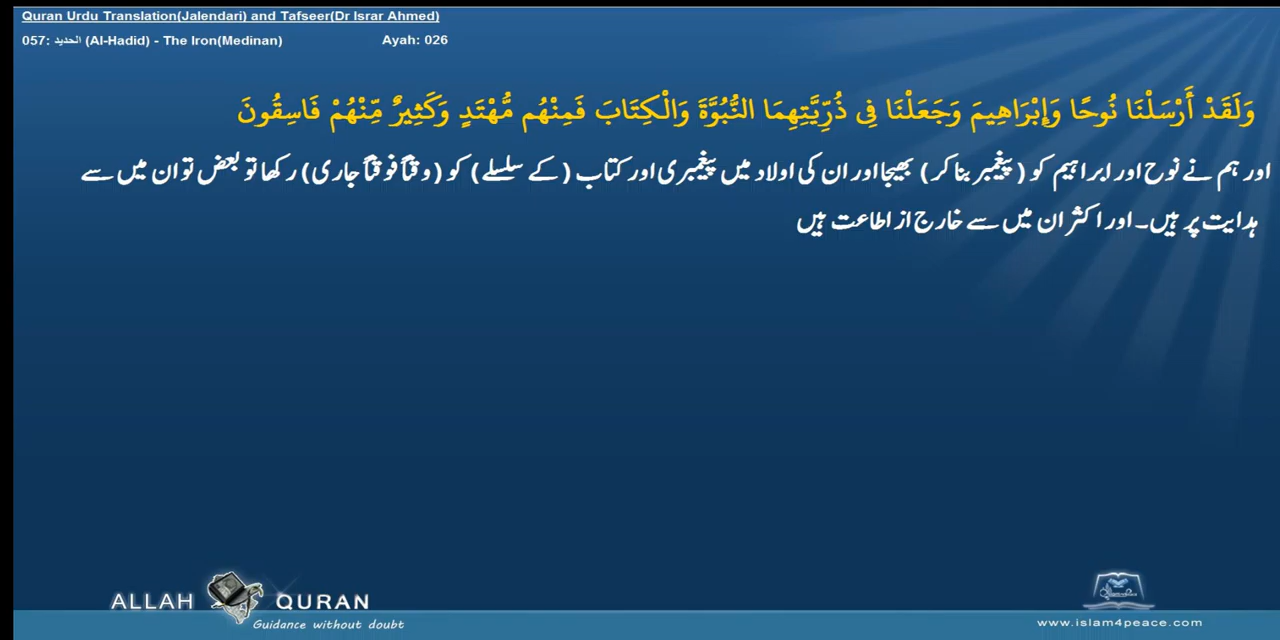 Quran Urdu Translation(Jalendari) and Tafseer(Dr Israr Ahmed)
057: الحديد (Al-Hadid) - The Iron(Medinan) Ayah: 026
وَلَقَدْ أَرْسَلْنَا نُوحًا وَإِبْرَاهِيمَ وَجَعَلْنَا فِي ذُرِّيَّتِهِمَا النُّبُوَّةَ وَالْكِتَابَ فَمِنْهُم مُّهْتَدٍ وَكَثِيرٌ مِّنْهُمْ فَاسِقُونَ
اور ہم نے نوح اور ابراہیم کو (پیغمبر بنا کر) بھیجا اور ان کی اولاد میں پیغمبری اور کتاب (کے سلسلے) کو (وقتاً فوقتاً جاری) رکھا تو بعض تو ان میں سے
ہدایت پر ہیں۔ اور اکثر ان میں سے خارج از اطاعت ہیں
ALLAH QURAN
Guidance without doubt
www.islam4peace.com